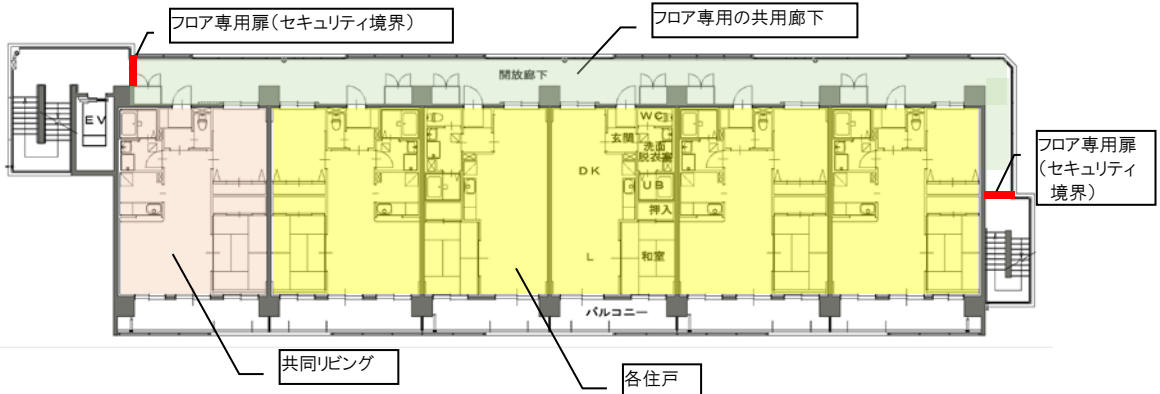 フロア専用扉(セキュリティ境界)
フロア専用の共用廊下
開放廊下
EV
WC
玄関
洗面
脱衣室
DK
UB
押入
フロア専用扉
(セキュリティ
境界)
L
和室
バルコニー
共同リビング
各住戸